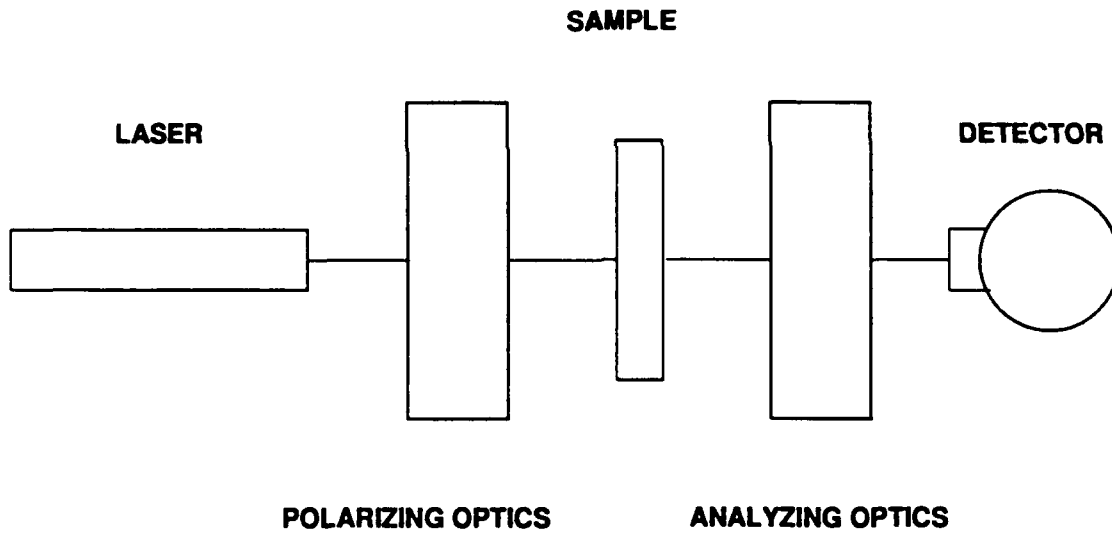 SAMPLE
LASER
DETECTOR
POLARIZING OPTICS
ANALYZING OPTICS